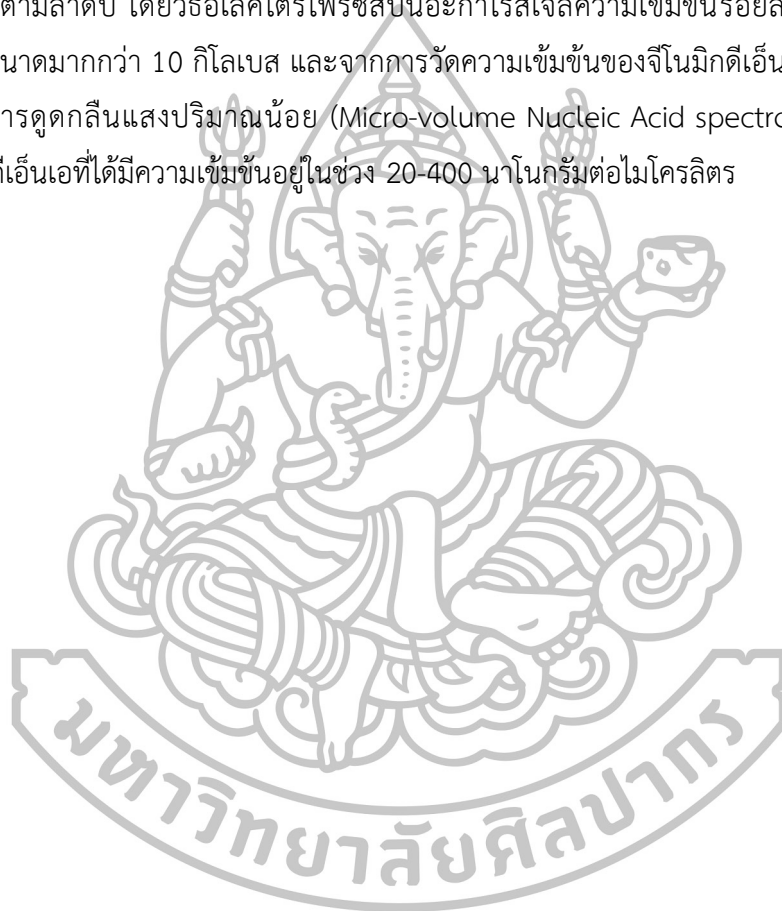 ตามลำดับ โดยวิธีอิเล็คโตรโฟรีซิสบนอะกาโรสเจลความเข้มข้นร้อยล
นาดมากกว่า 10 กิโลเบส และจากการวัดความเข้มข้นของจีโนมิกดีเอ็น
ารดูดกลืนแสงปริมาณน้อย (Micro-volume Nucleic Acid spectro
ดีเอ็นเอที่ได้มีความเข้มข้นอยู่ในช่วง 20-400 นาโนกรัมต่อไมโครลิตร
มหาวิทยาลัยศิลปากร